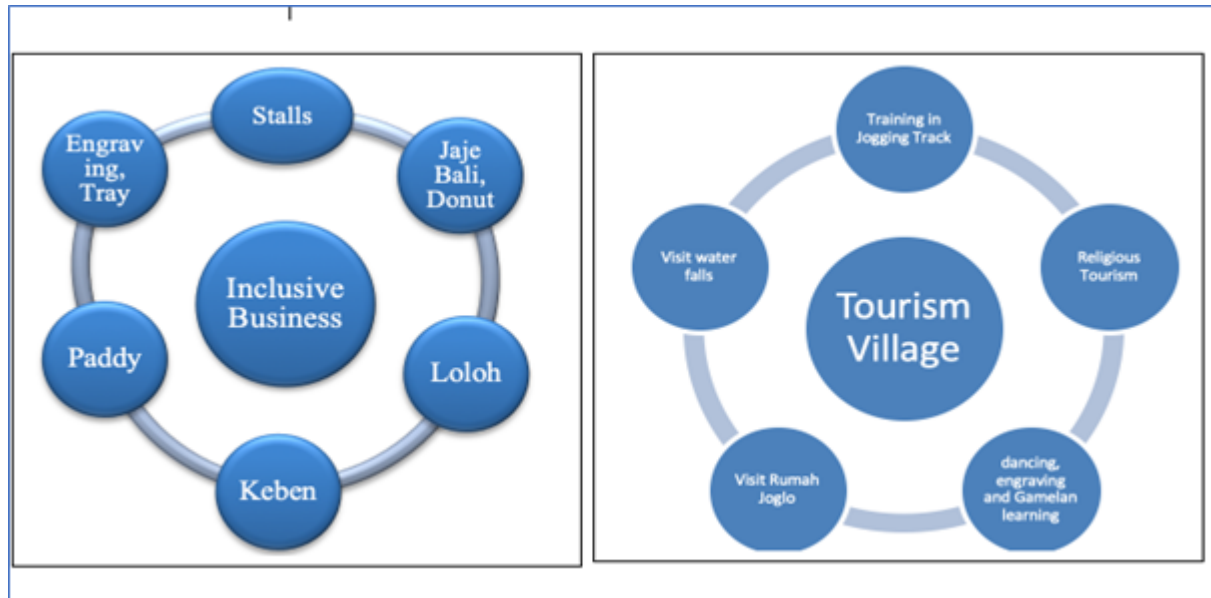 Stalls
Jaje
Bali,
Donut
Loloh
Keben
Paddy
Engrav
ing,
Tray
Inclusive
Business
Training in
Jogging Track
Religious
Tourism
dancing,
engraving
and Gamelan
learning
Visit Rumah
Joglo
Visit water
falls
Tourism
Village